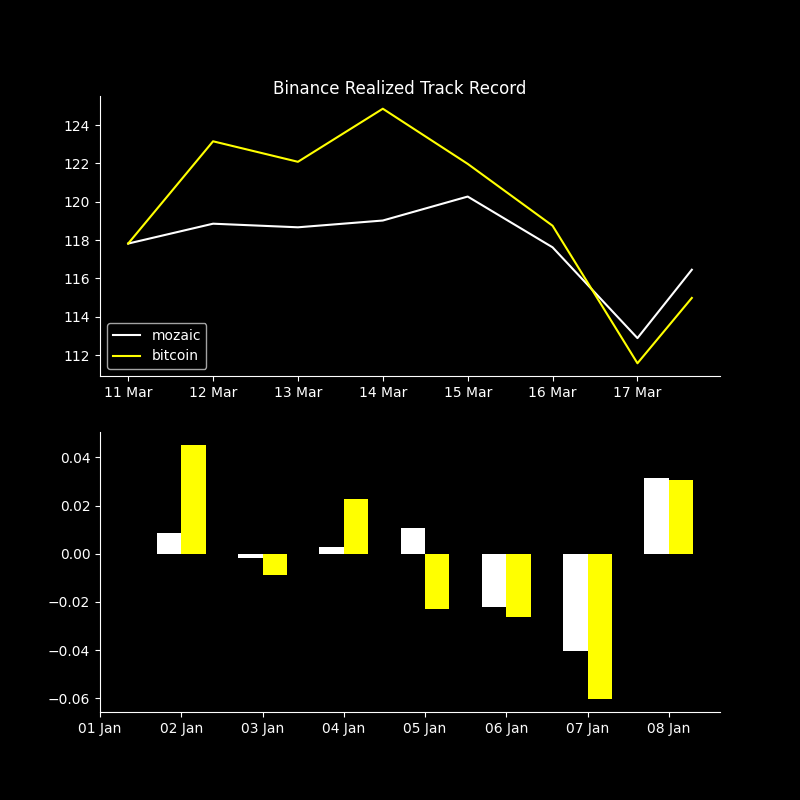 Binance Realized Track Record
124
122
120
118
116
114
112
mozaic
bitcoin
11 Mar 12 Mar 13 Mar 14 Mar 15 Mar 16 Mar 17 Mar
0.04
0.02
0.00
−0.02
−0.04
−0.06
01 Jan 02 Jan 03 Jan 04 Jan 05 Jan 06 Jan 07 Jan 08 Jan